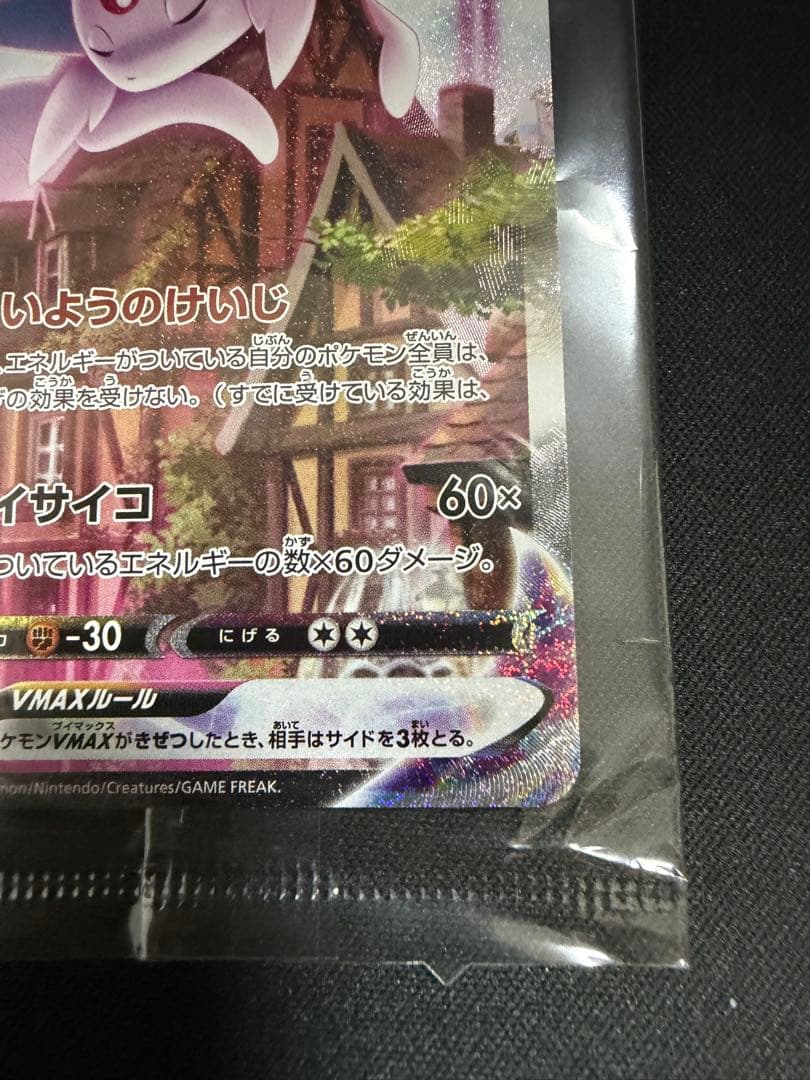 いようのけいじ
エネルギーがついている自分のポケモン全員は、
の効果を受けない。(すでに受けている効果は、
イサイコ 60×
ついているエネルギーの数×60ダメージ。
-30 にげる
VMAXルール
ケモンVMAXがきぜつしたとき、相手はサイドを3枚とる。
mon/Nintendo/Creatures/GAME FREAK.